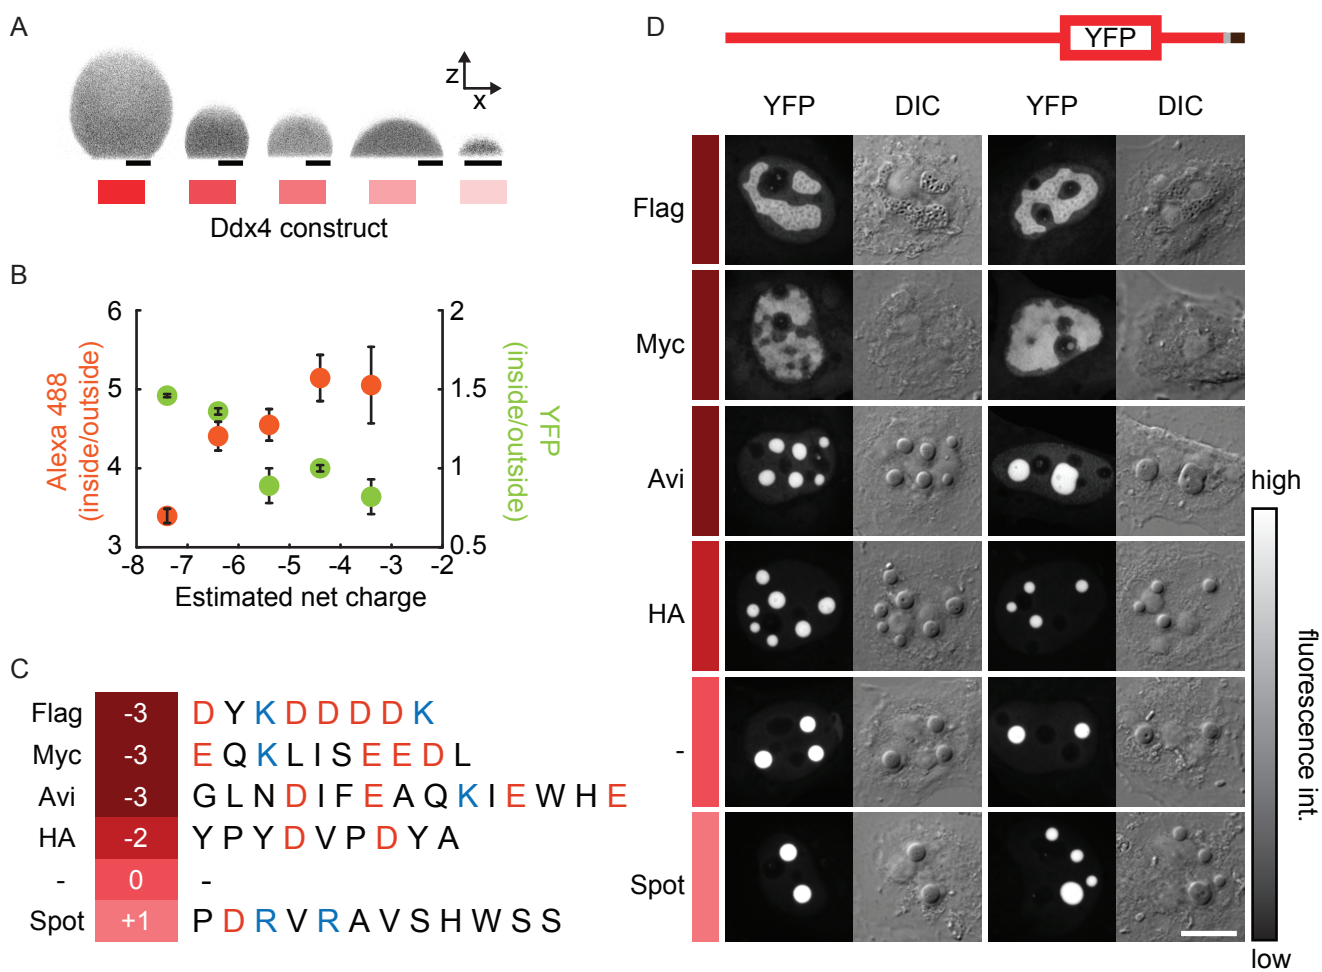 A
z
x
Ddx4 construct
B
6
5
4
3
2
1.5
1
0.5
-8 -7 -6 -5 -4 -3 -2
Alexa 488
(inside/outside)
YFP
(inside/outside)
Estimated net charge
C
Flag -3 D Y K D D D D K
Myc -3 E Q K L I S E E D L
Avi -3 G L N D I F E A Q K I E W H E
HA -2 Y P Y D V P D Y A
- 0 -
Spot +1 P D R V R A V S H W S S
D
YFP
YFP DIC YFP DIC
Flag
Myc
Avi
HA
-
Spot
high
fluorescence int.
low